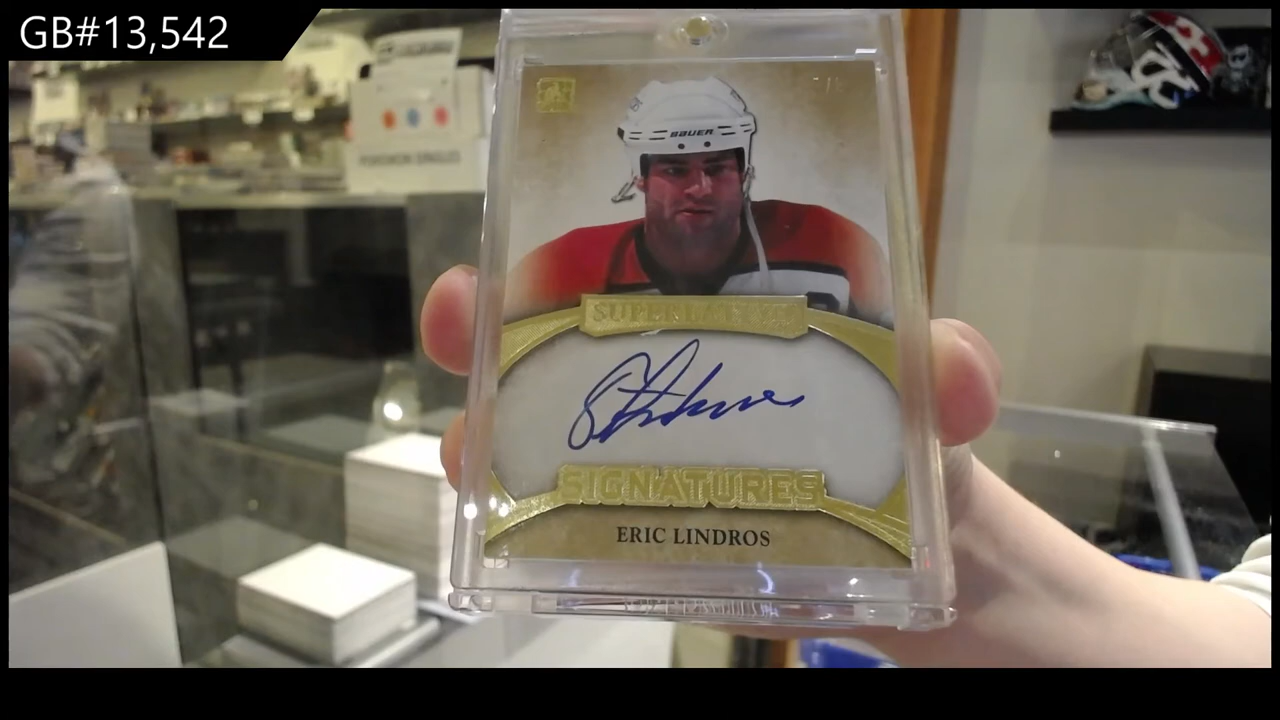 GB#13,542
BAUER
SUPERLATIVE
SIGNATURES
ERIC LINDROS